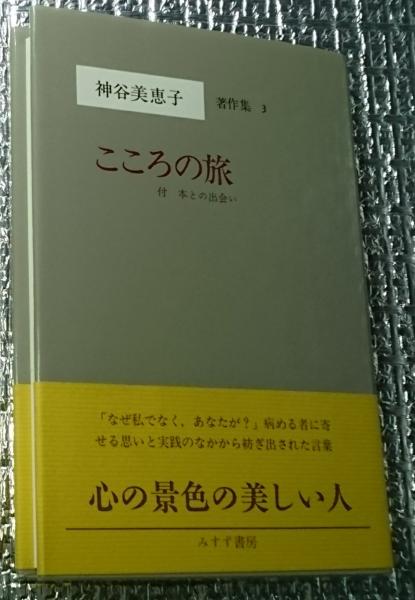 神谷美恵子
著作集 3
こころの旅
付 本との出会い
「なぜ私でなく、あなたが?」病める者に寄
せる思いと実践のなかから紡ぎ出された言葉
心の景色の美しい人
みすず書房